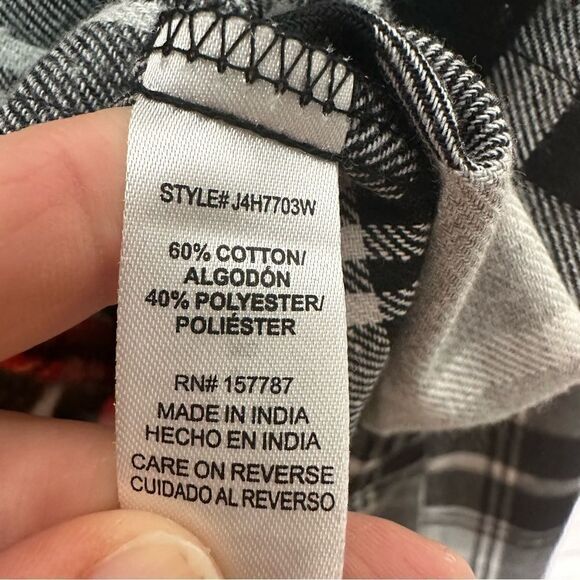 STYLE# J4H7703W
60% COTTON/
ALGODÓN
40% POLYESTER/
POLIÉSTER
RN# 157787
MADE IN INDIA
HECHO EN INDIA
CARE ON REVERSE
CUIDADO AL REVERSO